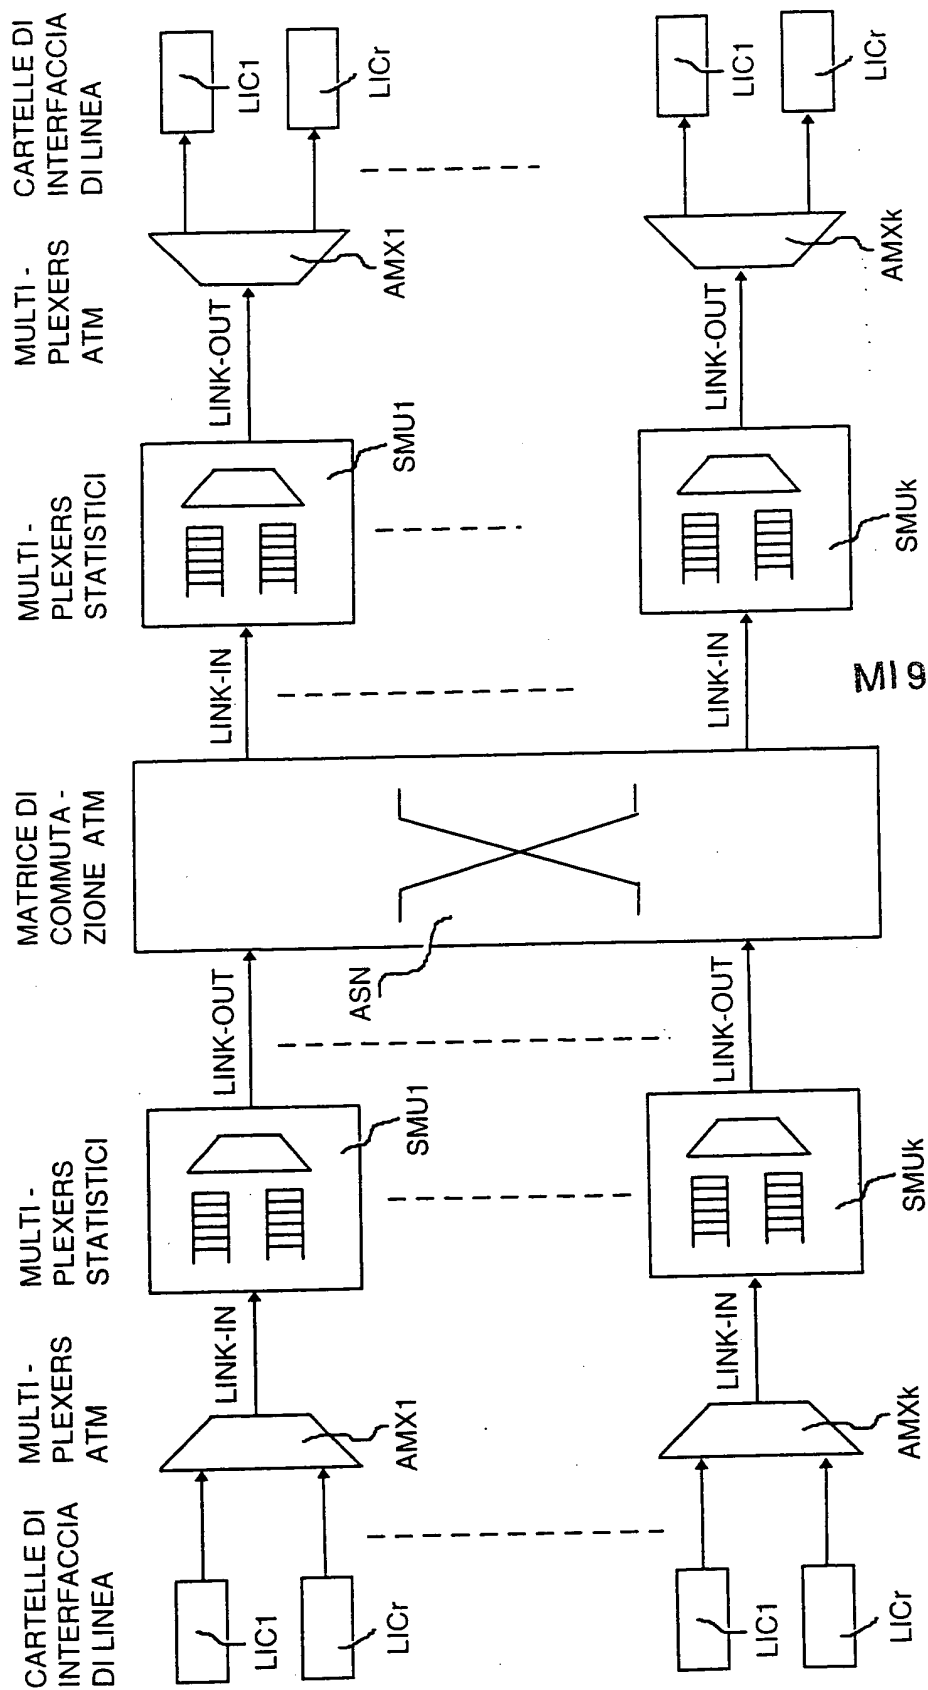 CARTELLE DI
INTERFACCIA
DI LINEA
MULTI -
PLEXERS
ATM
MULTI -
PLEXERS
STATISTICI
MATRICE DI
COMMUTA -
ZIONE ATM
MULTI -
PLEXERS
STATISTICI
MULTI -
PLEXERS
ATM
CARTELLE DI
INTERFACCIA
DI LINEA
LIC1
LICr
AMX1
LINK-IN
SMU1
LINK-OUT
ASN
LINK-IN
SMU1
LINK-OUT
AMX1
LIC1
LICr
LIC1
LICr
AMXk
LINK-IN
SMUk
LINK-OUT
LINK-IN
SMUk
LINK-OUT
AMXk
LIC1
LICr
MI9